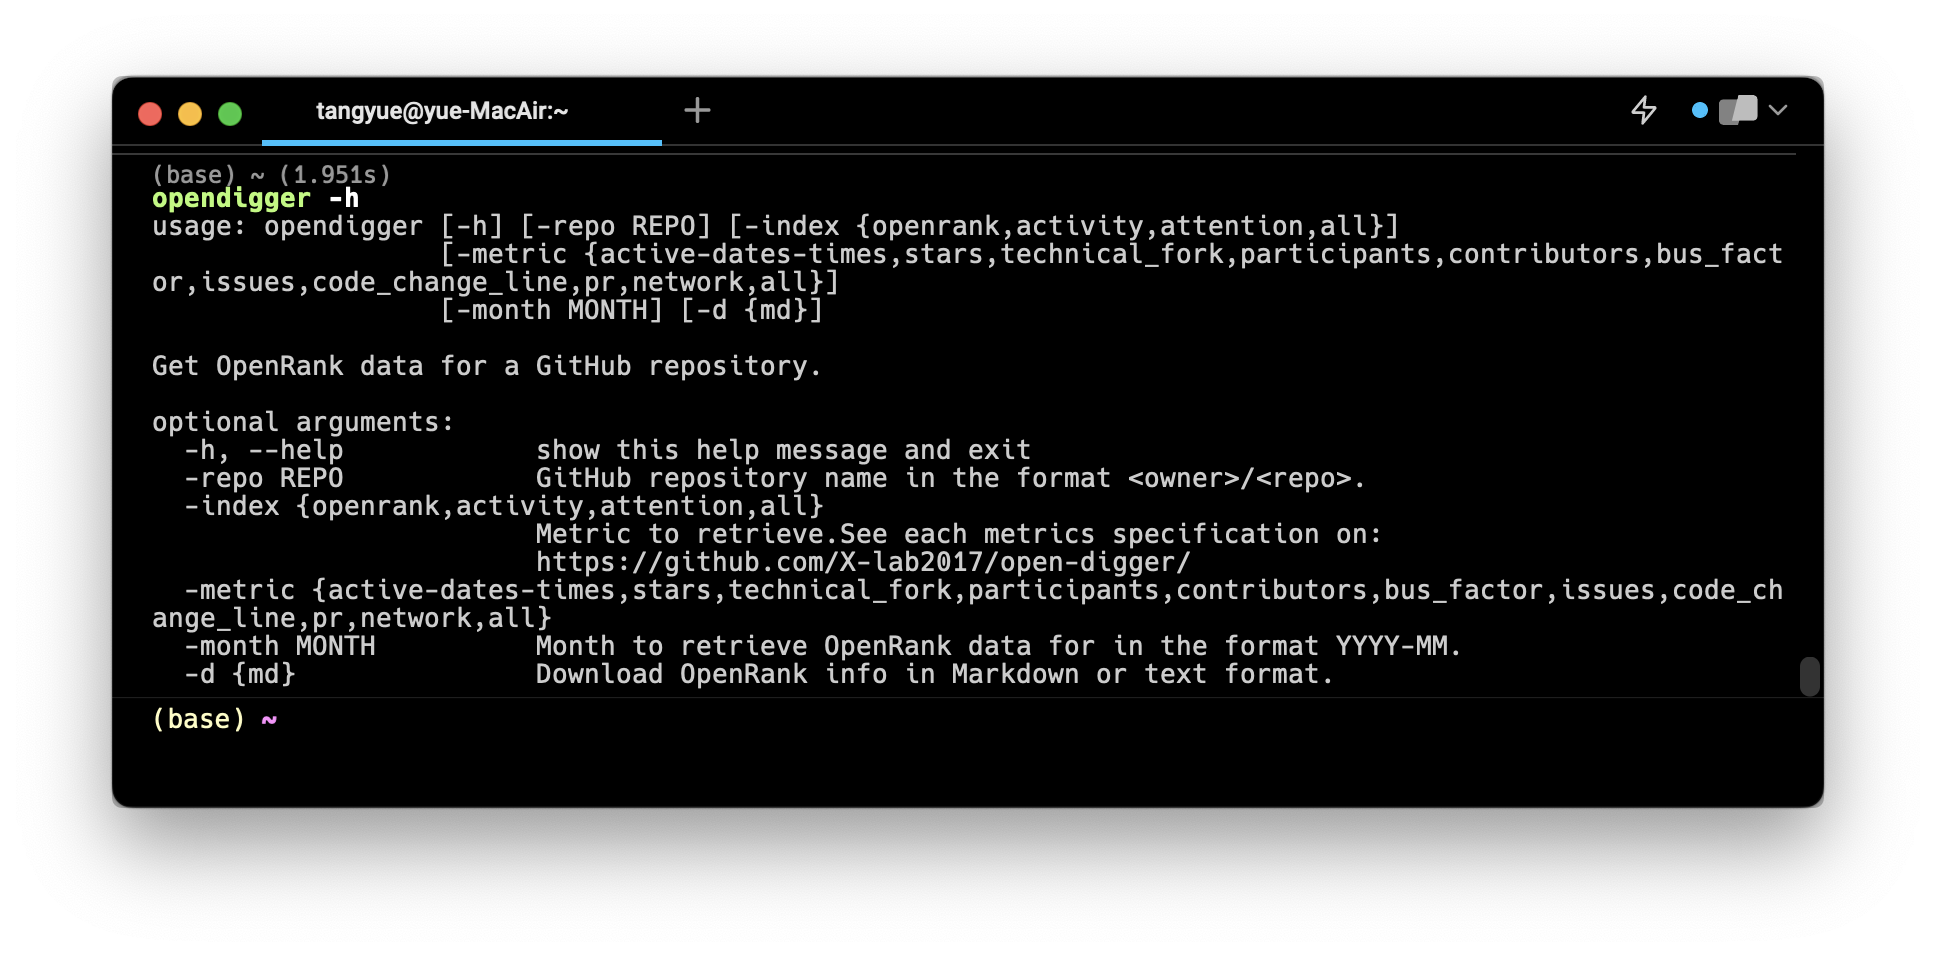 tangyue@yue-MacAir:~
(base) ~ (1.951s)
opendigger -h
usage: opendigger [-h] [-repo REPO] [-index {openrank,activity,attention,all}]
                  [-metric {active-dates-times,stars,technical_fork,participants,contributors,bus_fact
or,issues,code_change_line,pr,network,all}]
                  [-month MONTH] [-d {md}]

Get OpenRank data for a GitHub repository.

optional arguments:
  -h, --help            show this help message and exit
  -repo REPO            GitHub repository name in the format <owner>/<repo>.
  -index {openrank,activity,attention,all}
                        Metric to retrieve.See each metrics specification on:
                        https://github.com/X-lab2017/open-digger/
  -metric {active-dates-times,stars,technical_fork,participants,contributors,bus_factor,issues,code_ch
ange_line,pr,network,all}
  -month MONTH          Month to retrieve OpenRank data for in the format YYYY-MM.
  -d {md}               Download OpenRank info in Markdown or text format.
(base) ~